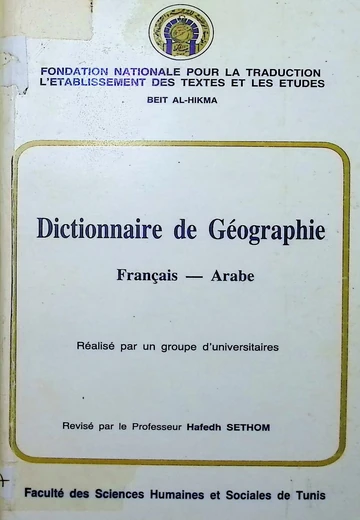 FONDATION NATIONALE POUR LA TRADUCTION
L'ETABLISSEMENT DES TEXTES ET LES ETUDES
BEIT AL-HIKMA
Dictionnaire de Géographie
Français — Arabe
Réalisé par un groupe d'universitaires
Revisé par le Professeur Hafedh SETHOM
Faculté des Sciences Humaines et Sociales de Tunis